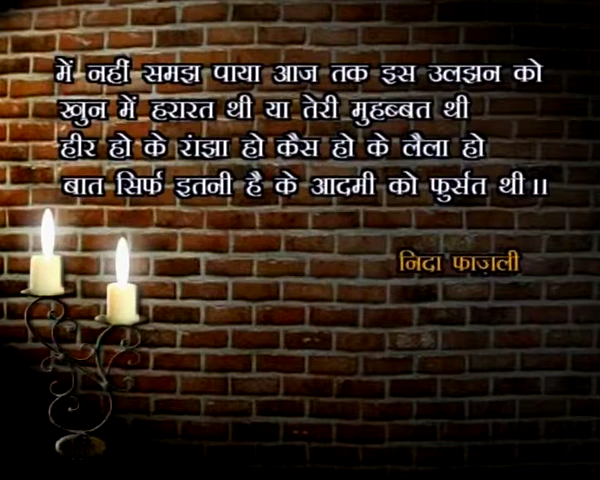 में नहीं समझ पाया आज तक इस उलझन को
खुन में हरारत थी या तेरी मुहब्बत थी
हीर हो के रांझा हो कैस हो के लैला हो
बात सिर्फ इतनी है के आदमी को फुर्सत थी।।
निदा फाज़ली